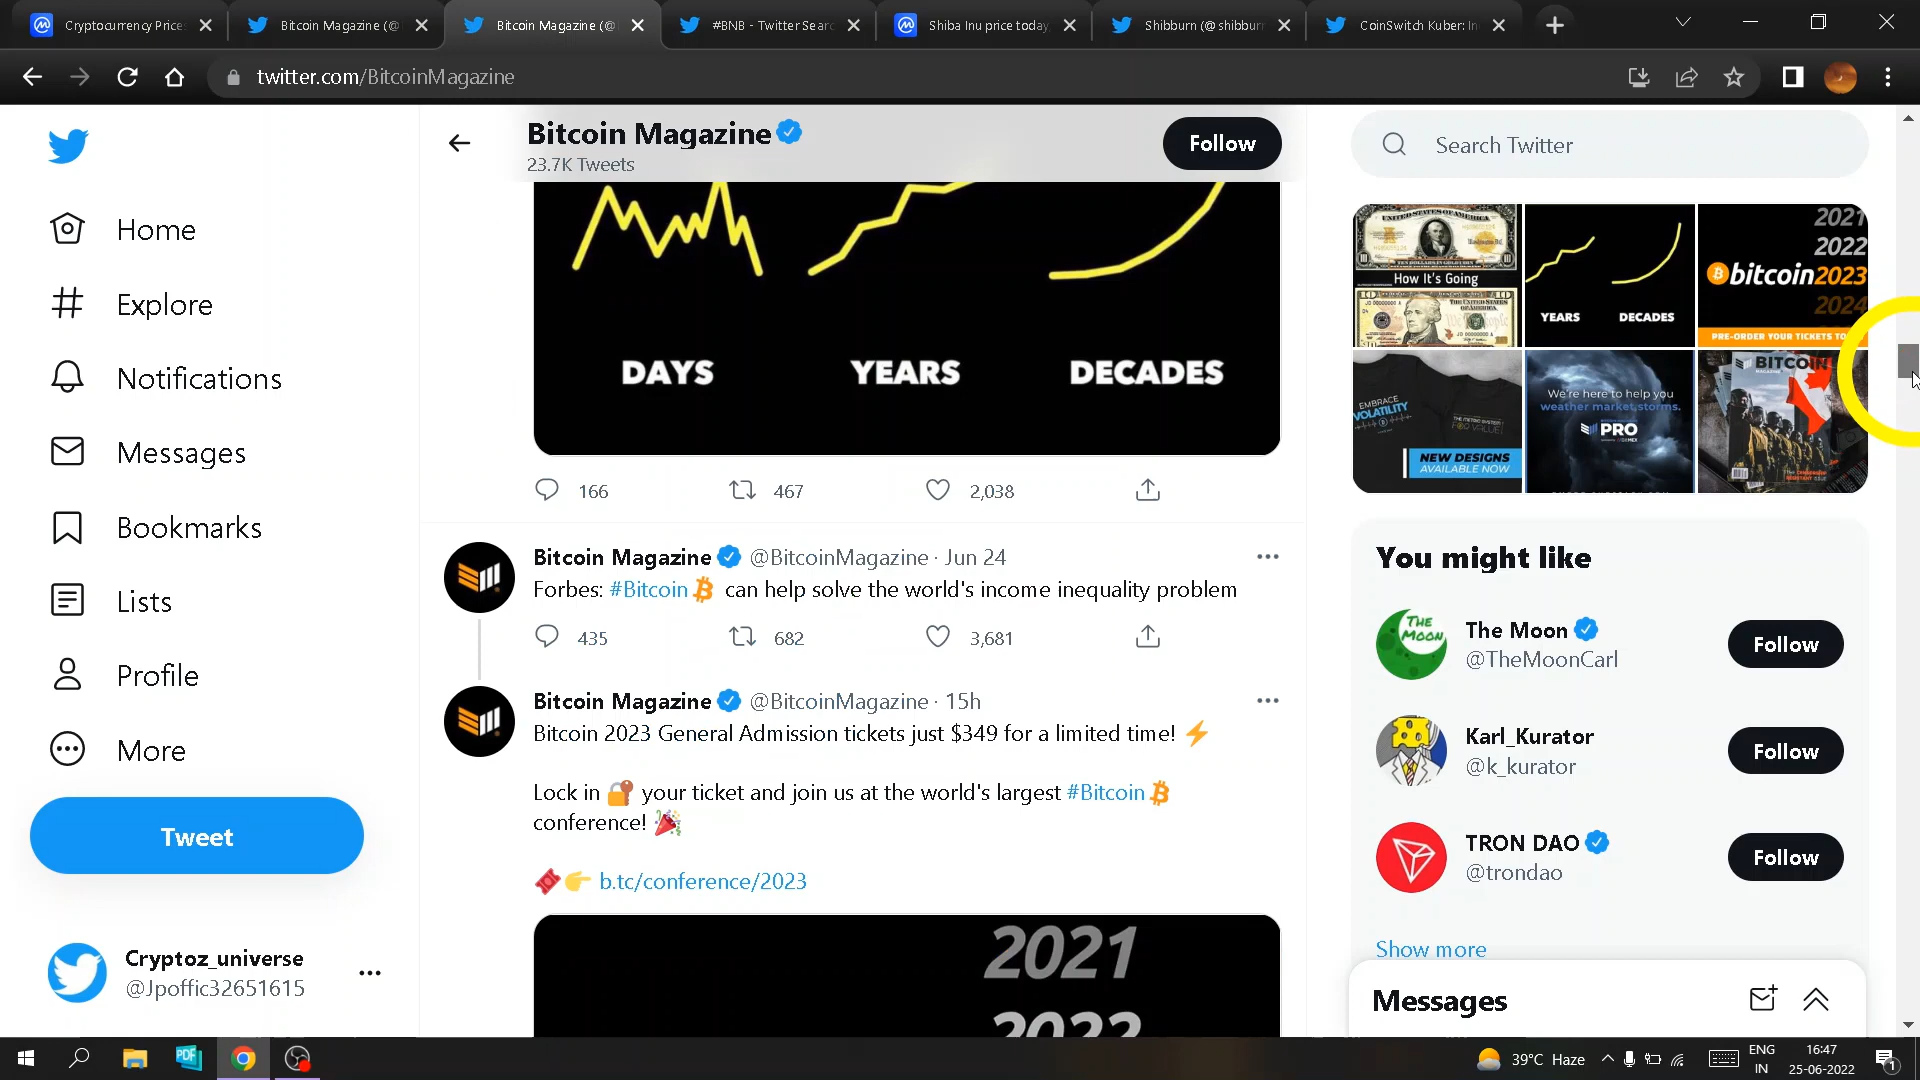 Cryptocurrency Prices
Bitcoin Magazine (@
Bitcoin Magazine (@
#BNB - Twitter Searc
Shiba Inu price today,
Shibburn (@shibburn
CoinSwitch Kuber: In
twitter.com/BitcoinMagazine
Bitcoin Magazine
23.7K Tweets
Follow
Search Twitter
Home
Explore
Notifications
Messages
Bookmarks
Lists
Profile
More
Tweet
Cryptoz_universe
@Jpoffic32651615
DAYS YEARS DECADES
166 467 2,038
Bitcoin Magazine @BitcoinMagazine · Jun 24
Forbes: #Bitcoin can help solve the world's income inequality problem
435 682 3,681
Bitcoin Magazine @BitcoinMagazine · 15h
Bitcoin 2023 General Admission tickets just $349 for a limited time! ⚡
Lock in 🔐 your ticket and join us at the world's largest #Bitcoin
conference! 🎉
🎟👉 b.tc/conference/2023
2021
2022
How It's Going
YEARS DECADES
2021
2022
bitcoin2023
2024
PRE-ORDER YOUR TICKETS TO
EMBRACE
VOLATILITY
NEW DESIGNS
AVAILABLE NOW
We're here to help you
weather market storms.
PRO
BITCOIN
You might like
The Moon
@TheMoonCarl
Follow
THE
MOON
Karl_Kurator
@k_kurator
Follow
TRON DAO
@trondao
Follow
Show more
Messages
PDF
39°C Haze
ENG
IN
16:47
25-06-2022
1